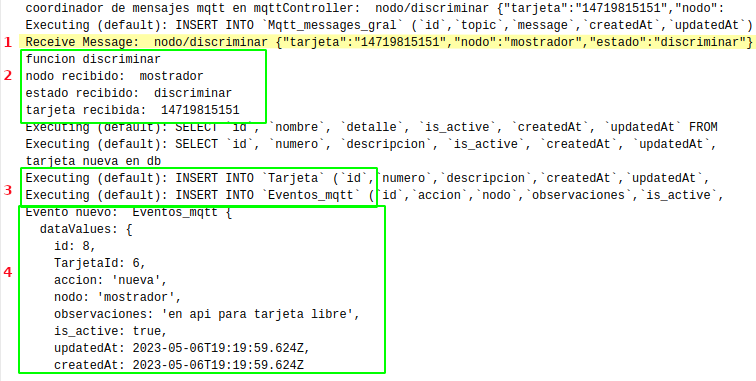 coordinador de mensajes mqtt en mqttController:  nodo/discriminar {"tarjeta":"14719815151","nodo":
Executing (default): INSERT INTO `Mqtt_messages_gral` (`id`,`topic`,`message`,`createdAt`,`updatedAt`)
1 Receive Message:  nodo/discriminar {"tarjeta":"14719815151","nodo":"mostrador","estado":"discriminar"}
funcion discriminar
2 nodo recibido:  mostrador
estado recibido:  discriminar
tarjeta recibida:  14719815151
Executing (default): SELECT `id`, `nombre`, `detalle`, `is_active`, `createdAt`, `updatedAt` FROM
Executing (default): SELECT `id`, `numero`, `descripcion`, `is_active`, `createdAt`, `updatedAt`,
tarjeta nueva en db
Executing (default): INSERT INTO `Tarjeta` (`id`,`numero`,`descripcion`,`createdAt`,`updatedAt`,
3 Executing (default): INSERT INTO `Eventos_mqtt` (`id`,`accion`,`nodo`,`observaciones`,`is_active`,
Evento nuevo:  Eventos_mqtt {
dataValues: {
id: 8,
4 TarjetaId: 6,
accion: 'nueva',
nodo: 'mostrador',
observaciones: 'en api para tarjeta libre',
is_active: true,
updatedAt: 2023-05-06T19:19:59.624Z,
createdAt: 2023-05-06T19:19:59.624Z